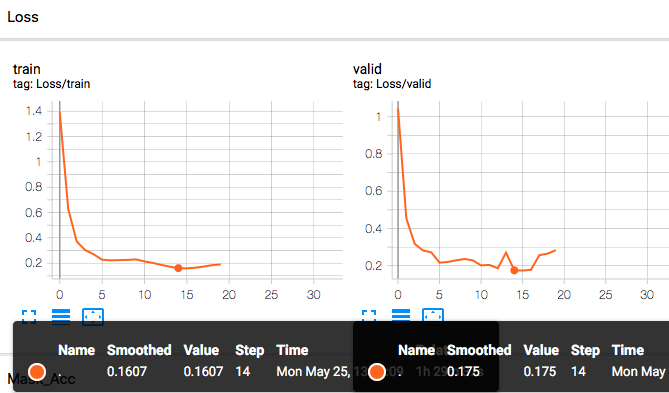 Loss
train
tag: Loss/train
1.4
1.2
1
0.8
0.6
0.4
0.2
0 5 10 15 20 25 30
valid
tag: Loss/valid
1
0.8
0.6
0.4
0.2
0 5 10 15 20 25 30
Name Smoothed Value Step Time
. 0.1607 0.1607 14 Mon May 25, 1
Name Smoothed Value Step Time
. 0.175 0.175 14 Mon May
1h 29
Mask_Acc